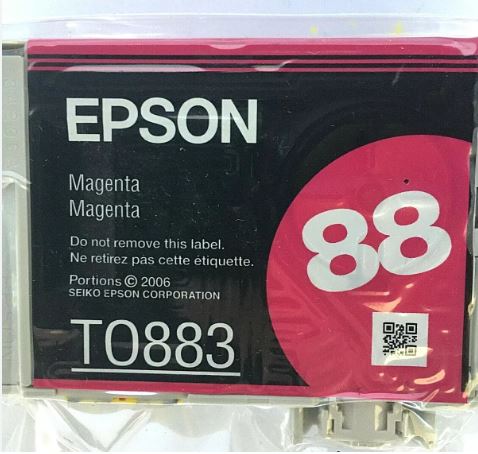 EPSON
Magenta
Magenta
Do not remove this label.
Ne retirez pas cette étiquette.
Portions © 2006
SEIKO EPSON CORPORATION
TO883
88